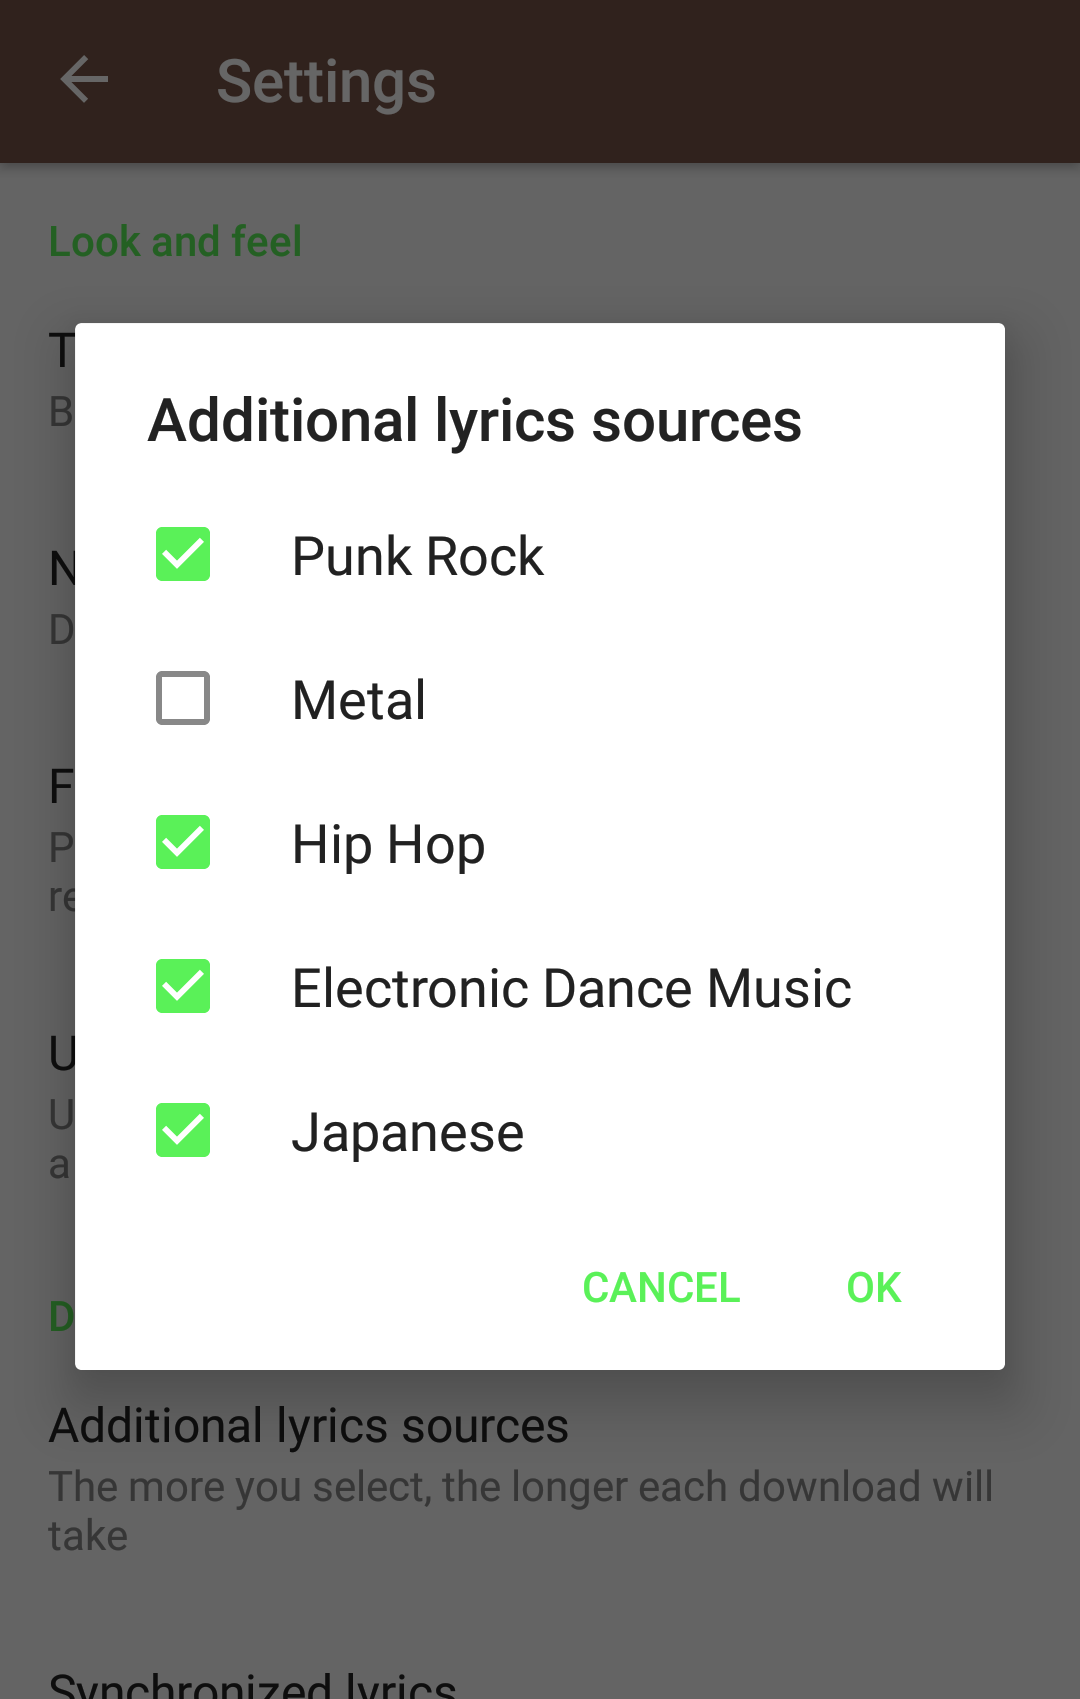 Settings
Look and feel
Additional lyrics sources
Punk Rock
Metal
Hip Hop
Electronic Dance Music
Japanese
CANCEL OK
Additional lyrics sources
The more you select, the longer each download will
take
Synchronized lyrics